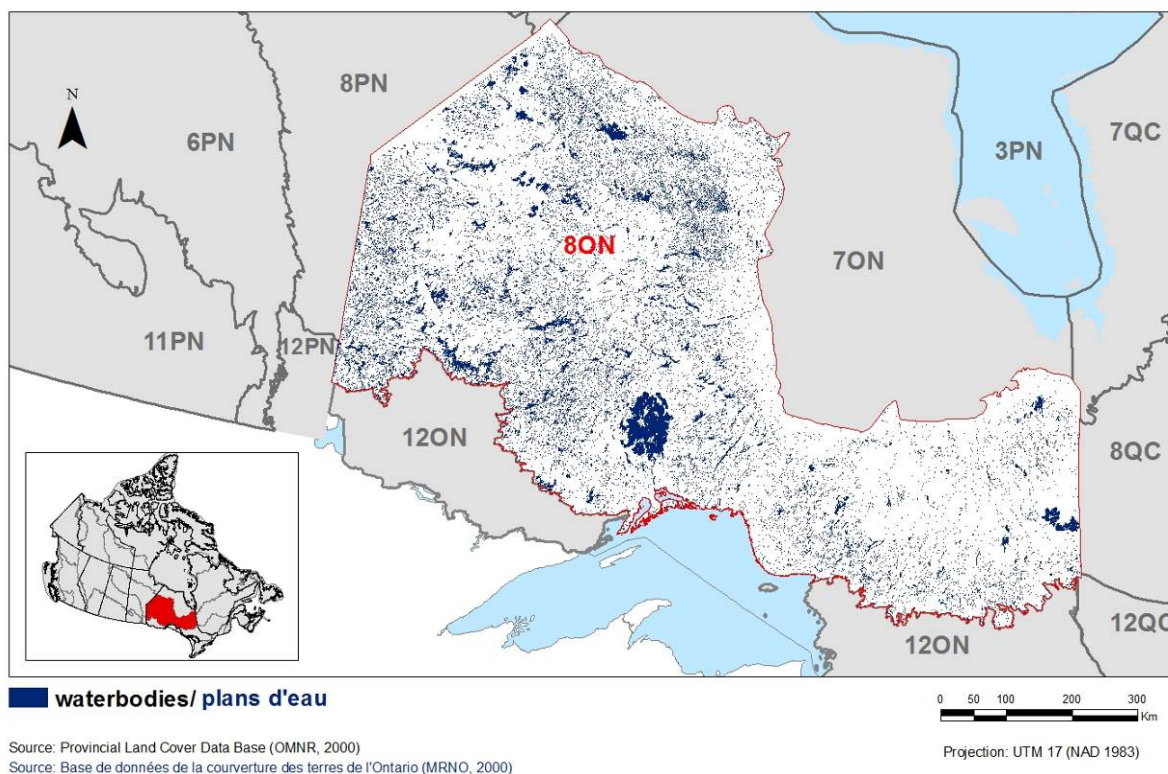 8PN
7QC
N
6PN
3PN
8ON
7ON
11PN
12PN
12ON
8QC
12QC
12ON
waterbodies/ plans d'eau
0 50 100 200 300
Km
Source: Provincial Land Cover Data Base (OMNR, 2000)
Projection: UTM 17 (NAD 1983)
Source: Base de données de la courverture des terres de l'Ontario (MRNO, 2000)